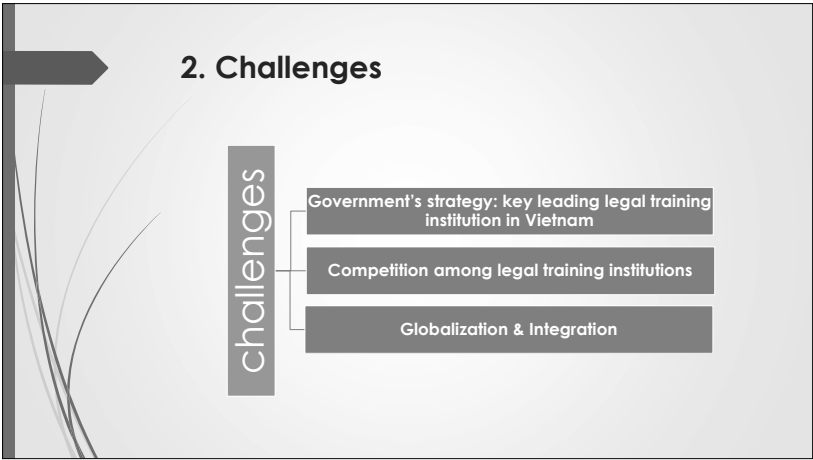 2. Challenges
challenges
Government's strategy: key leading legal training
institution in Vietnam
Competition among legal training institutions
Globalization & Integration